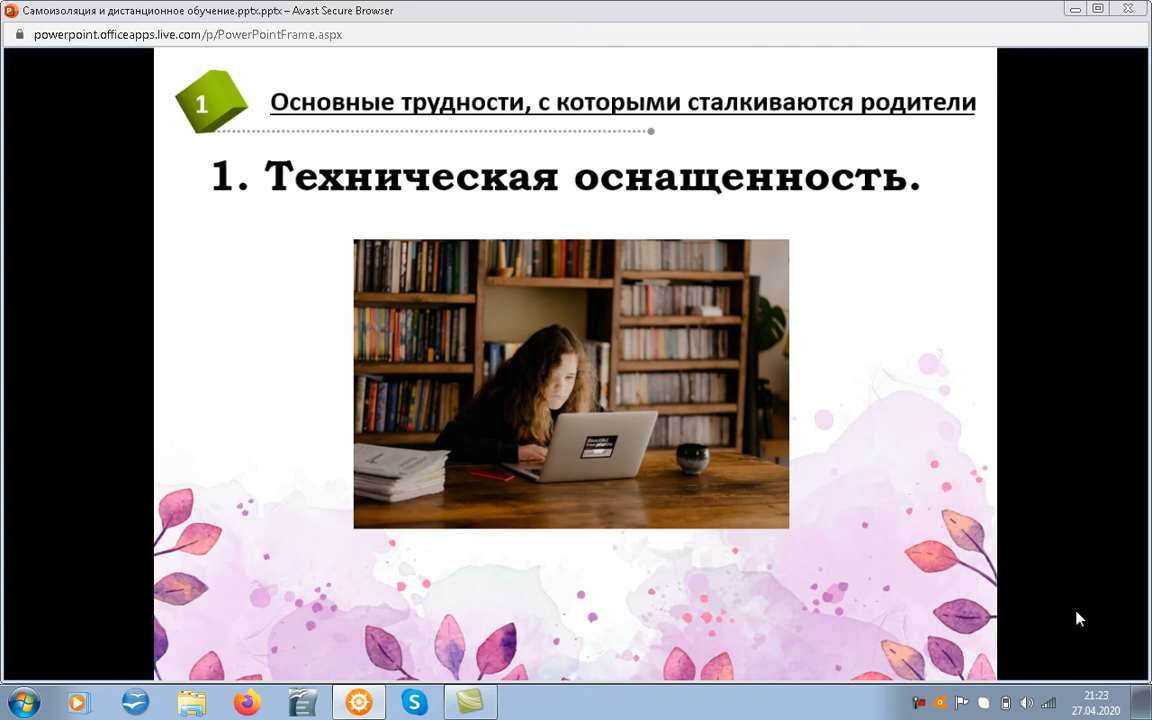 Самоизоляция и дистанционное обучение.pptx.pptx – Avast Secure Browser
powerpoint.officeapps.live.com/p/PowerPointFrame.aspx
1
Основные трудности, с которыми сталкиваются родители
1. Техническая оснащенность.
21:23
27.04.2020